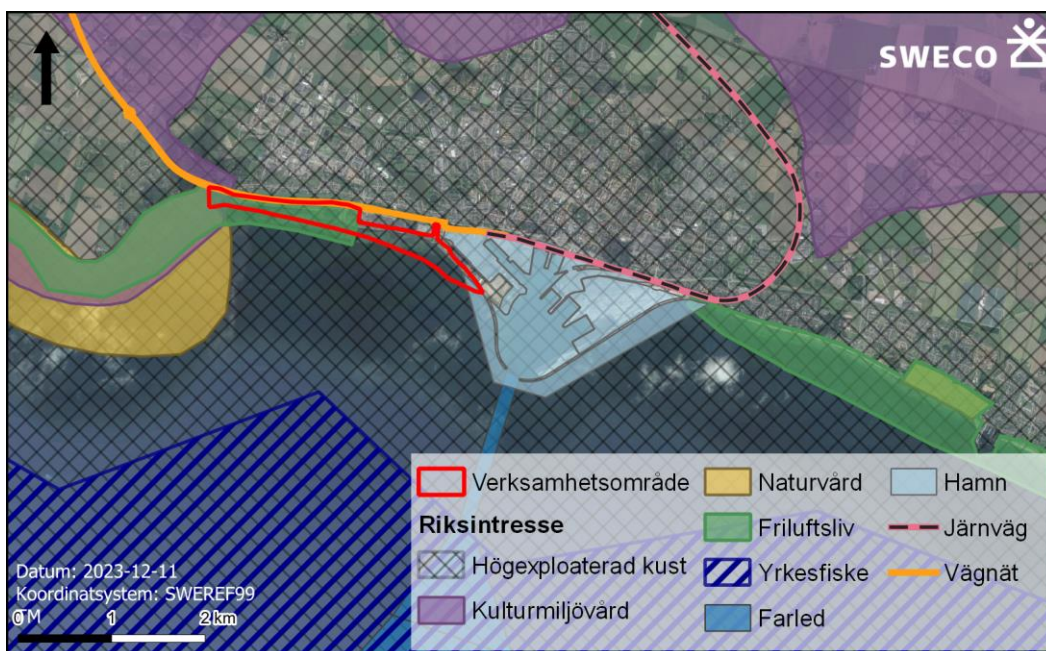 SWECO
Verksamhetsområde
Riksintresse
Högexploaterad kust
Kulturmiljövård
Naturvård
Friluftsliv
Yrkesfiske
Farled
Hamn
Järnväg
Vägnät
Datum: 2023-12-11
Koordinatsystem: SWEREF99
TM
0 1 2 km